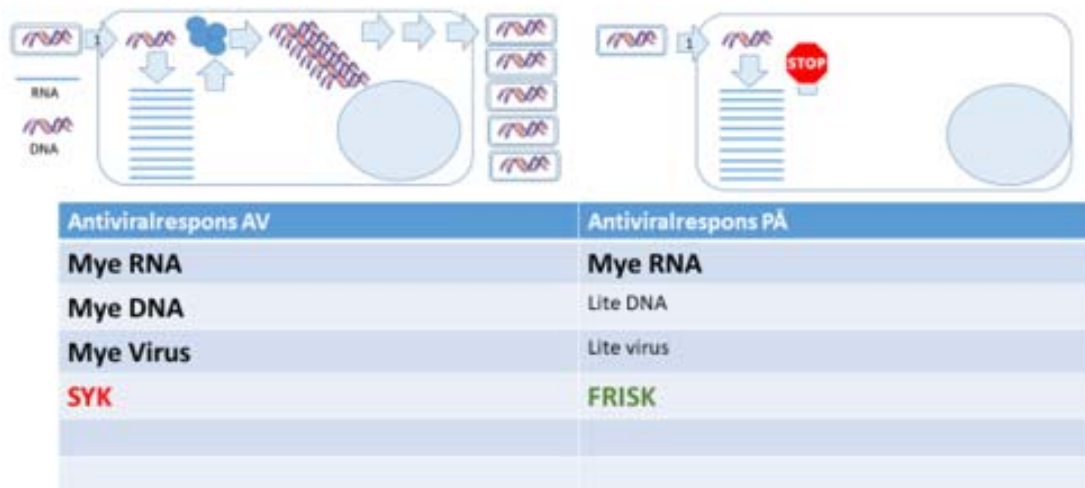 1
1
STOP
RNA
DNA
Antiviralrespons AV
Antiviralrespons PÅ
Mye RNA
Mye RNA
Mye DNA
Lite DNA
Mye Virus
Lite virus
SYK
FRISK